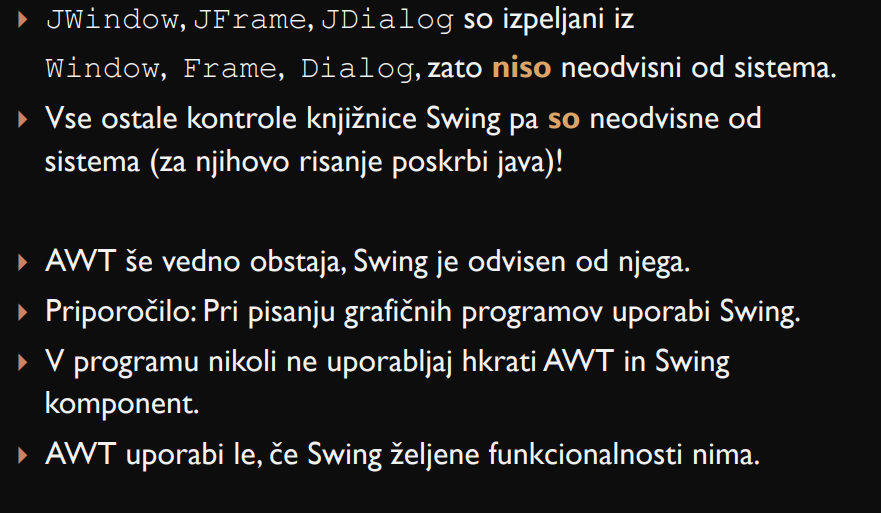 JWindow, JFrame, JDialog so izpeljani iz
Window, Frame, Dialog, zato niso neodvisni od sistema.
Vse ostale kontrole knjižnice Swing pa so neodvisne od
sistema (za njihovo risanje poskrbi java)!
AWT še vedno obstaja, Swing je odvisen od njega.
Priporočilo: Pri pisanju grafičnih programov uporabi Swing.
V programu nikoli ne uporabljaj hkrati AWT in Swing
komponent.
AWT uporabi le, če Swing željene funkcionalnosti nima.